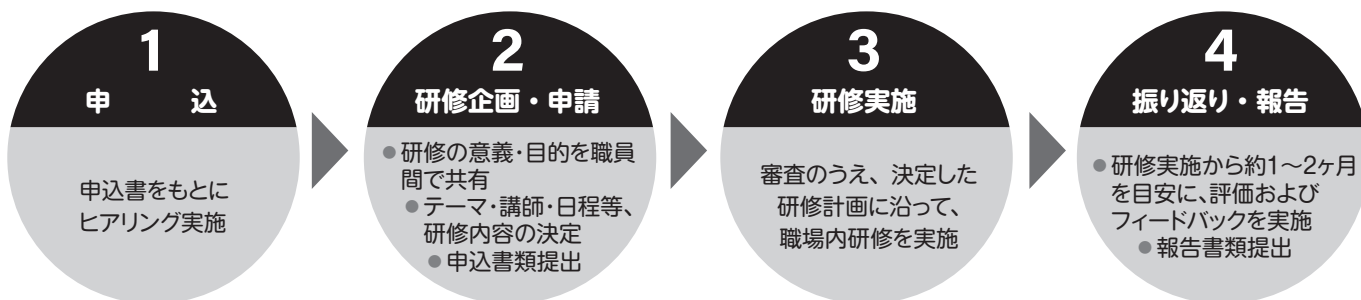 1
申　　込
申込書をもとに
ヒアリング実施
2
研修企画・申請
●研修の意義・目的を職員
間で共有
●テーマ・講師・日程等、
研修内容の決定
●申込書類提出
3
研修実施
審査のうえ、決定した
研修計画に沿って、
職場内研修を実施
4
振り返り・報告
●研修実施から約1〜2ヶ月
を目安に、評価および
フィードバックを実施
●報告書類提出